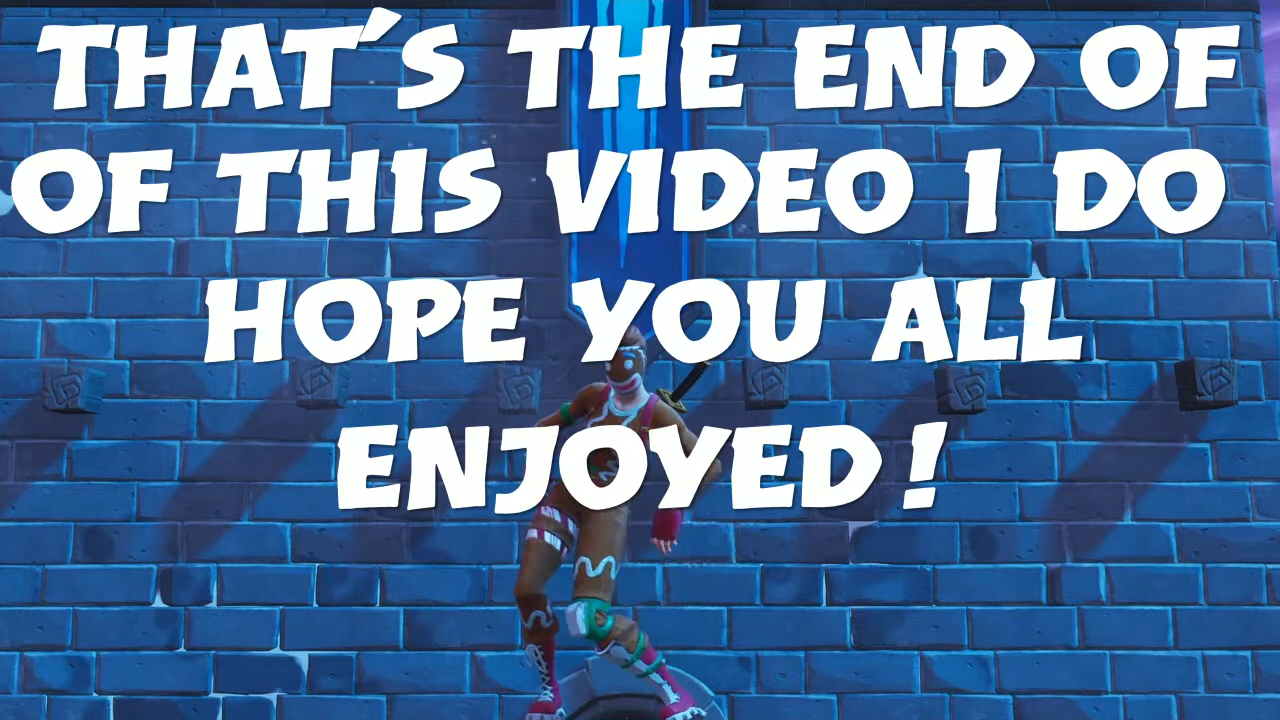 THAT'S THE END OF
OF THIS VIDEO I DO
HOPE YOU ALL
ENJOYED!